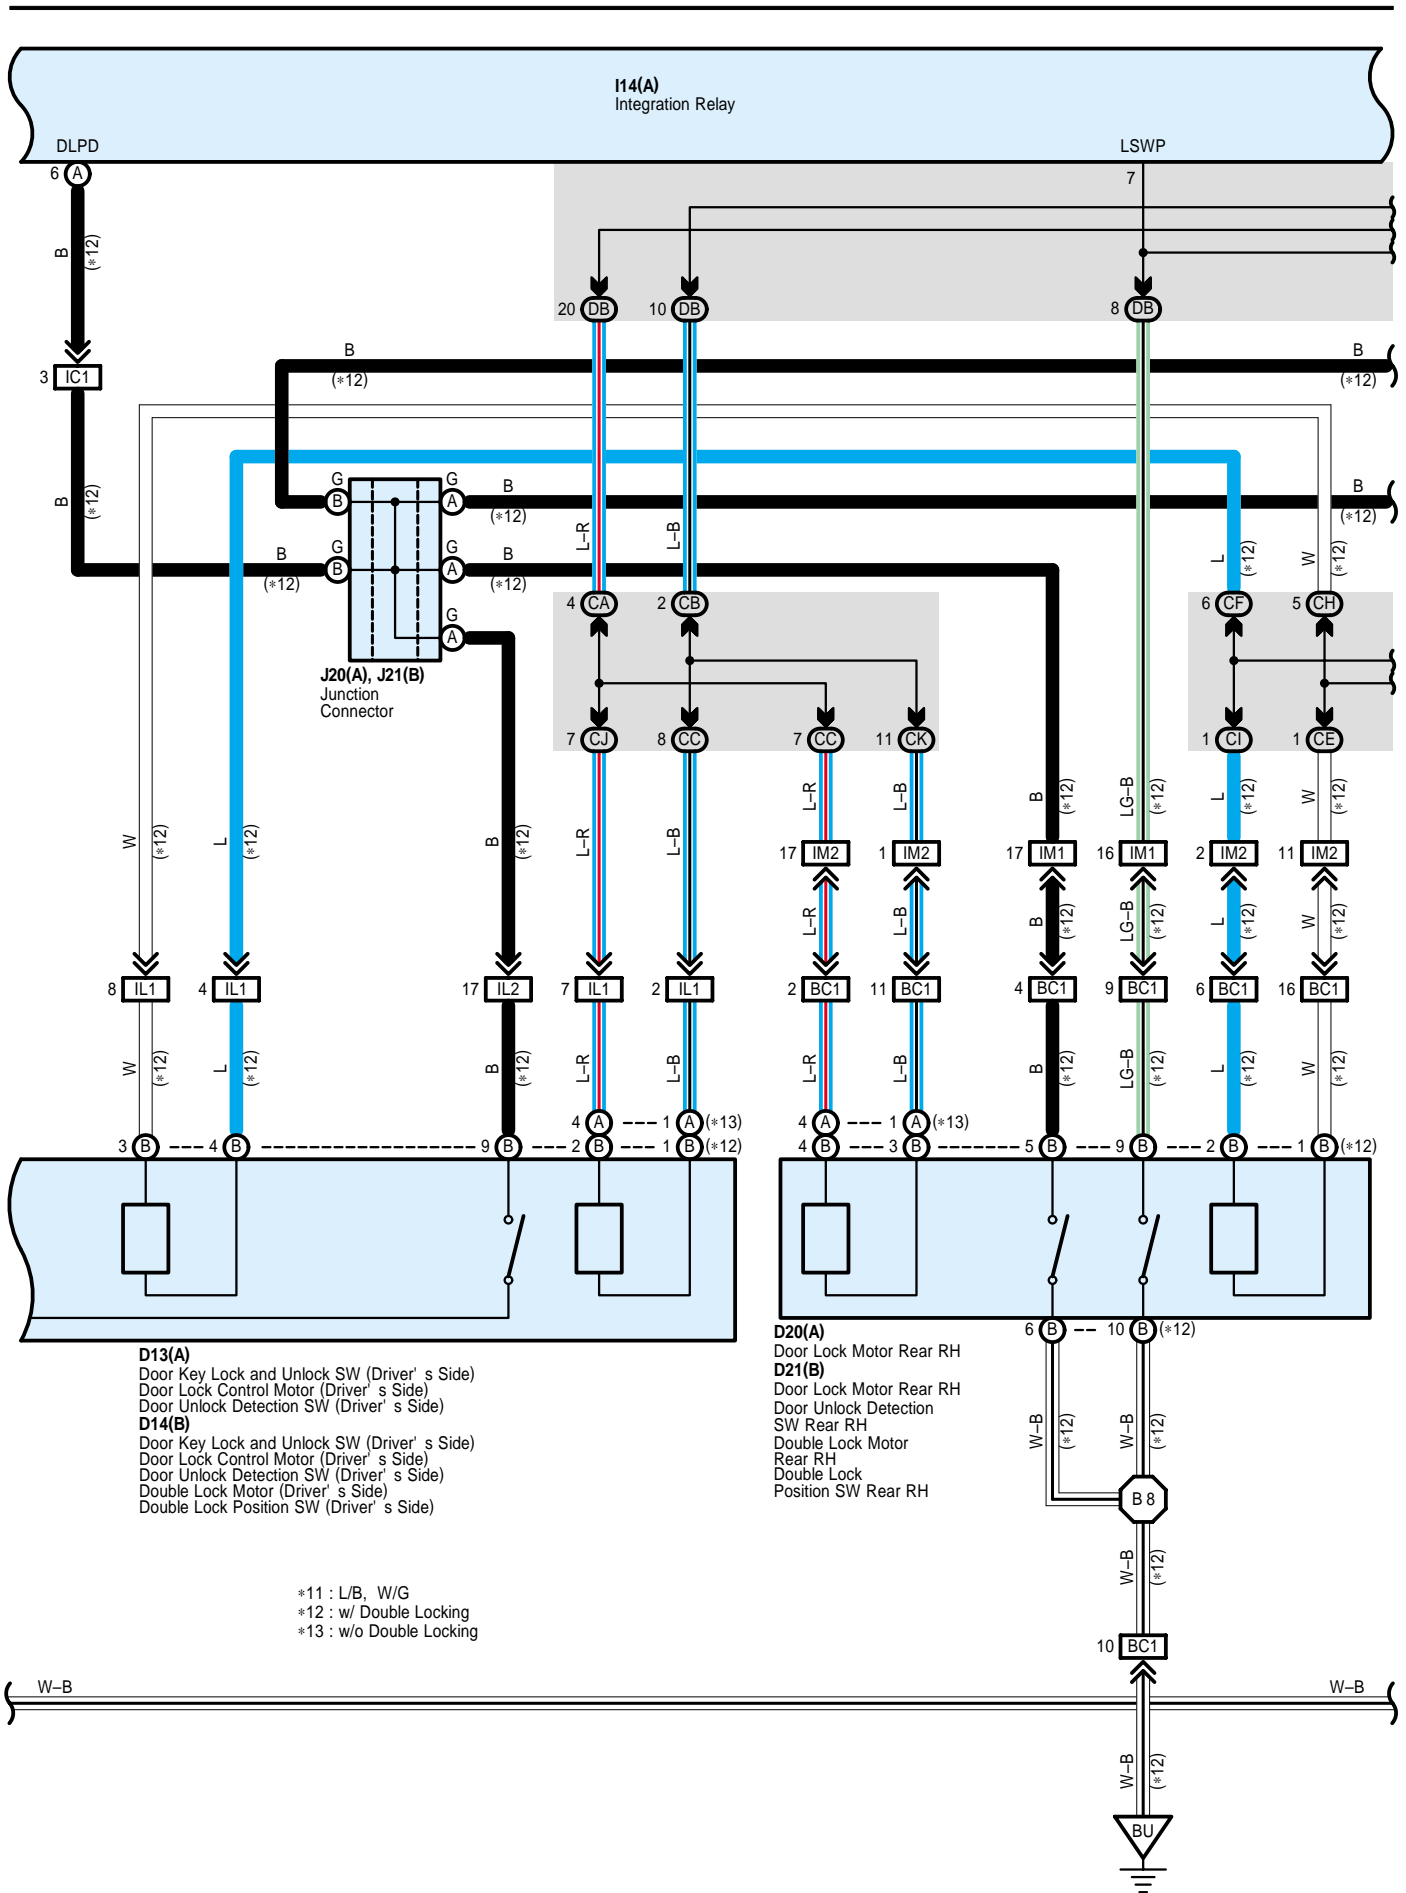 I14(A)
Integration Relay
DLPD
LSWP
6 A
7
B
(*12)
20 DB
10 DB
8 DB
3 IC1
B
(*12)
B
(*12)
B
(*12)
G
B
G
A
B
(*12)
B
(*12)
L–R
L–B
G
B
B
(*12)
G
A
B
(*12)
L
(*12)
W
(*12)
4 CA
2 CB
6 CF
5 CH
G
A
J20(A), J21(B)
Junction
Connector
7 CJ
8 CC
7 CC
11 CK
1 CI
1 CE
W
(*12)
L
(*12)
B
(*12)
L–R
L–B
L–R
L–B
B
(*12)
LG–B
(*12)
L
(*12)
W
(*12)
17 IM2
1 IM2
17 IM1
16 IM1
2 IM2
11 IM2
L–R
L–B
B
(*12)
LG–B
(*12)
L
(*12)
W
(*12)
8 IL1
4 IL1
17 IL2
7 IL1
2 IL1
2 BC1
11 BC1
4 BC1
9 BC1
6 BC1
16 BC1
W
(*12)
L
(*12)
B
(*12)
L–R
L–B
L–R
L–B
B
(*12)
LG–B
(*12)
L
(*12)
W
(*12)
4 A
1 A (*13)
4 A
1 A (*13)
3 B
4 B
9 B
2 B
1 B (*12)
4 B
3 B
5 B
9 B
2 B
1 B (*12)
6 B
10 B (*12)
D13(A)
Door Key Lock and Unlock SW (Driver' s Side)
Door Lock Control Motor (Driver' s Side)
Door Unlock Detection SW (Driver' s Side)
D14(B)
Door Key Lock and Unlock SW (Driver' s Side)
Door Lock Control Motor (Driver' s Side)
Door Unlock Detection SW (Driver' s Side)
Double Lock Motor (Driver' s Side)
Double Lock Position SW (Driver' s Side)
D20(A)
Door Lock Motor Rear RH
D21(B)
Door Lock Motor Rear RH
Door Unlock Detection
SW Rear RH
Double Lock Motor
Rear RH
Double Lock
Position SW Rear RH
W–B
(*12)
W–B
(*12)
B 8
W–B
(*12)
*11 : L/B, W/G
*12 : w/ Double Locking
*13 : w/o Double Locking
10 BC1
W–B
W–B
W–B
(*12)
BU